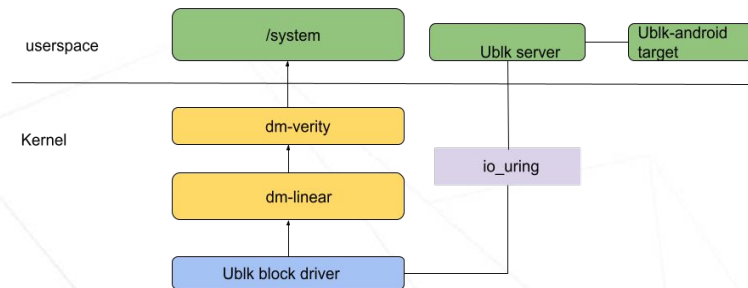 userspace
/system
Ublk server
Ublk-android
target
Kernel
dm-verity
io_uring
dm-linear
Ublk block driver